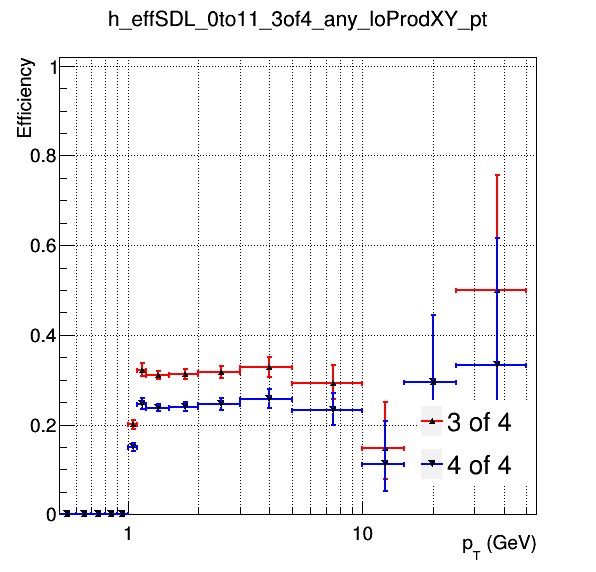 h_effSDL_0to11_3of4_any_loProdXY_pt
Efficiency
1
0.8
0.6
0.4
0.2
0
3 of 4
4 of 4
1
10
p_T (GeV)